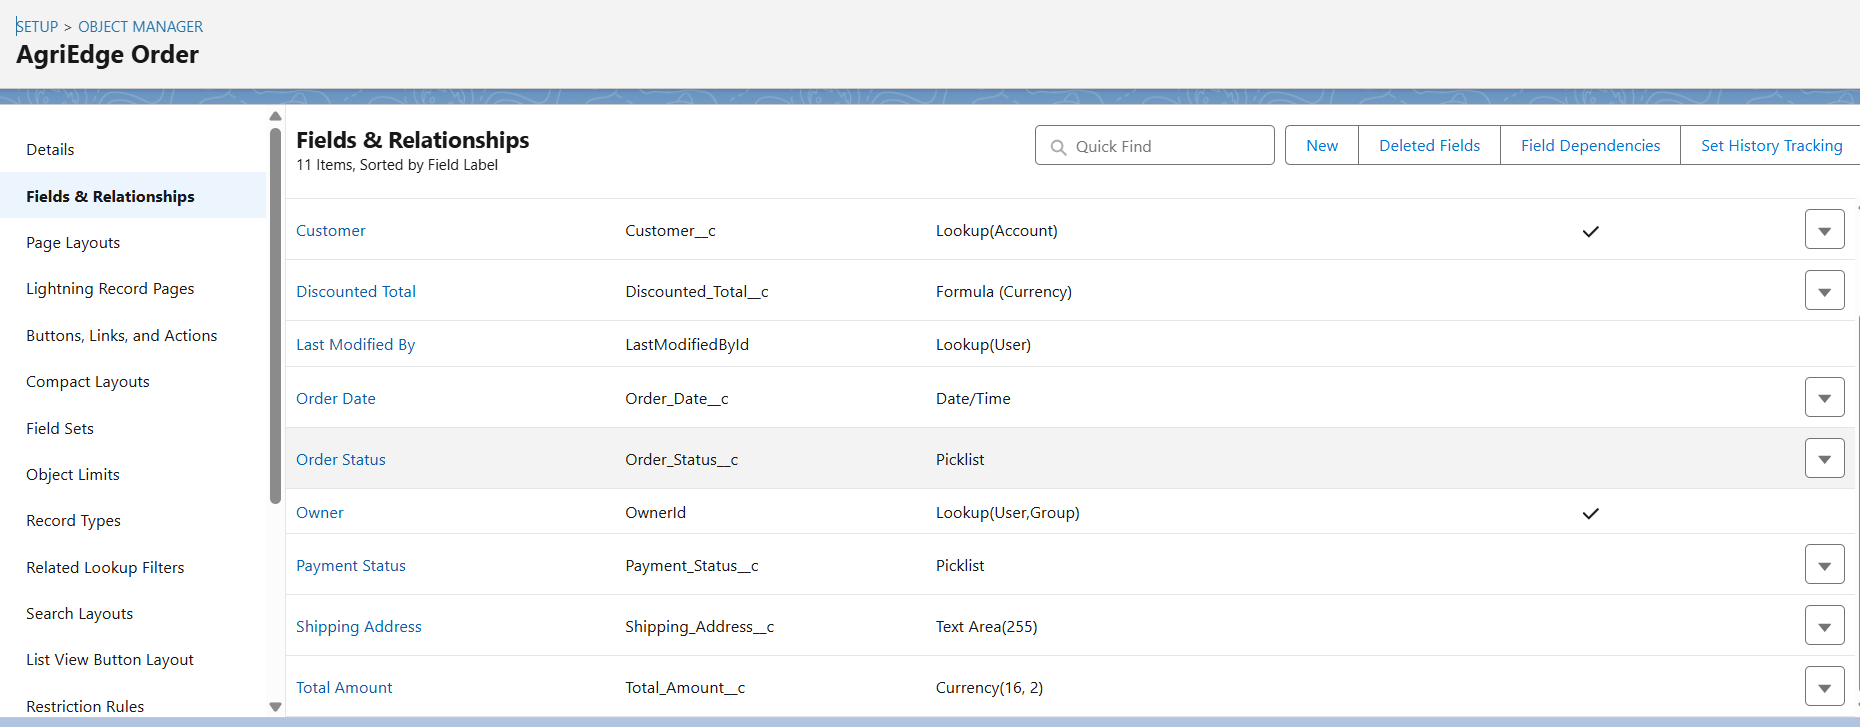 SETUP > OBJECT MANAGER
AgriEdge Order
Details
Fields & Relationships
Page Layouts
Lightning Record Pages
Buttons, Links, and Actions
Compact Layouts
Field Sets
Object Limits
Record Types
Related Lookup Filters
Search Layouts
List View Button Layout
Restriction Rules
Fields & Relationships
11 Items, Sorted by Field Label
Quick Find
New
Deleted Fields
Field Dependencies
Set History Tracking
Customer Customer__c Lookup(Account)
Discounted Total Discounted_Total__c Formula (Currency)
Last Modified By LastModifiedById Lookup(User)
Order Date Order_Date__c Date/Time
Order Status Order_Status__c Picklist
Owner OwnerId Lookup(User,Group)
Payment Status Payment_Status__c Picklist
Shipping Address Shipping_Address__c Text Area(255)
Total Amount Total_Amount__c Currency(16, 2)